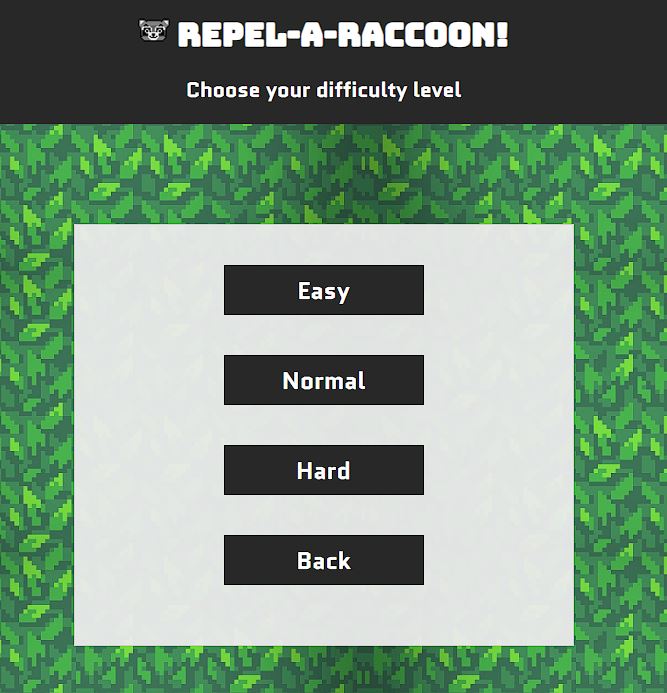 REPEL-A-RACCOON!
Choose your difficulty level
Easy
Normal
Hard
Back